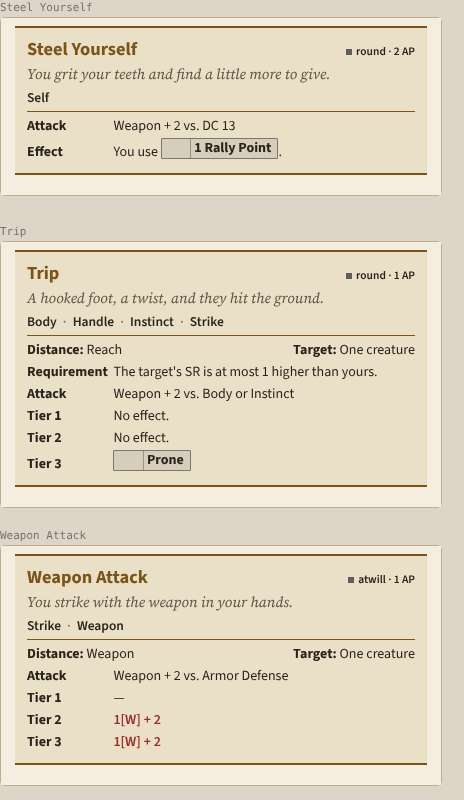 Steel Yourself
Steel Yourself
round · 2 AP
You grit your teeth and find a little more to give.
Self
Attack Weapon + 2 vs. DC 13
Effect You use 1 Rally Point.
Trip
Trip
round · 1 AP
A hooked foot, a twist, and they hit the ground.
Body · Handle · Instinct · Strike
Distance: Reach Target: One creature
Requirement The target's SR is at most 1 higher than yours.
Attack Weapon + 2 vs. Body or Instinct
Tier 1 No effect.
Tier 2 No effect.
Tier 3 Prone
Weapon Attack
Weapon Attack
atwill · 1 AP
You strike with the weapon in your hands.
Strike · Weapon
Distance: Weapon Target: One creature
Attack Weapon + 2 vs. Armor Defense
Tier 1 —
Tier 2 1[W] + 2
Tier 3 1[W] + 2